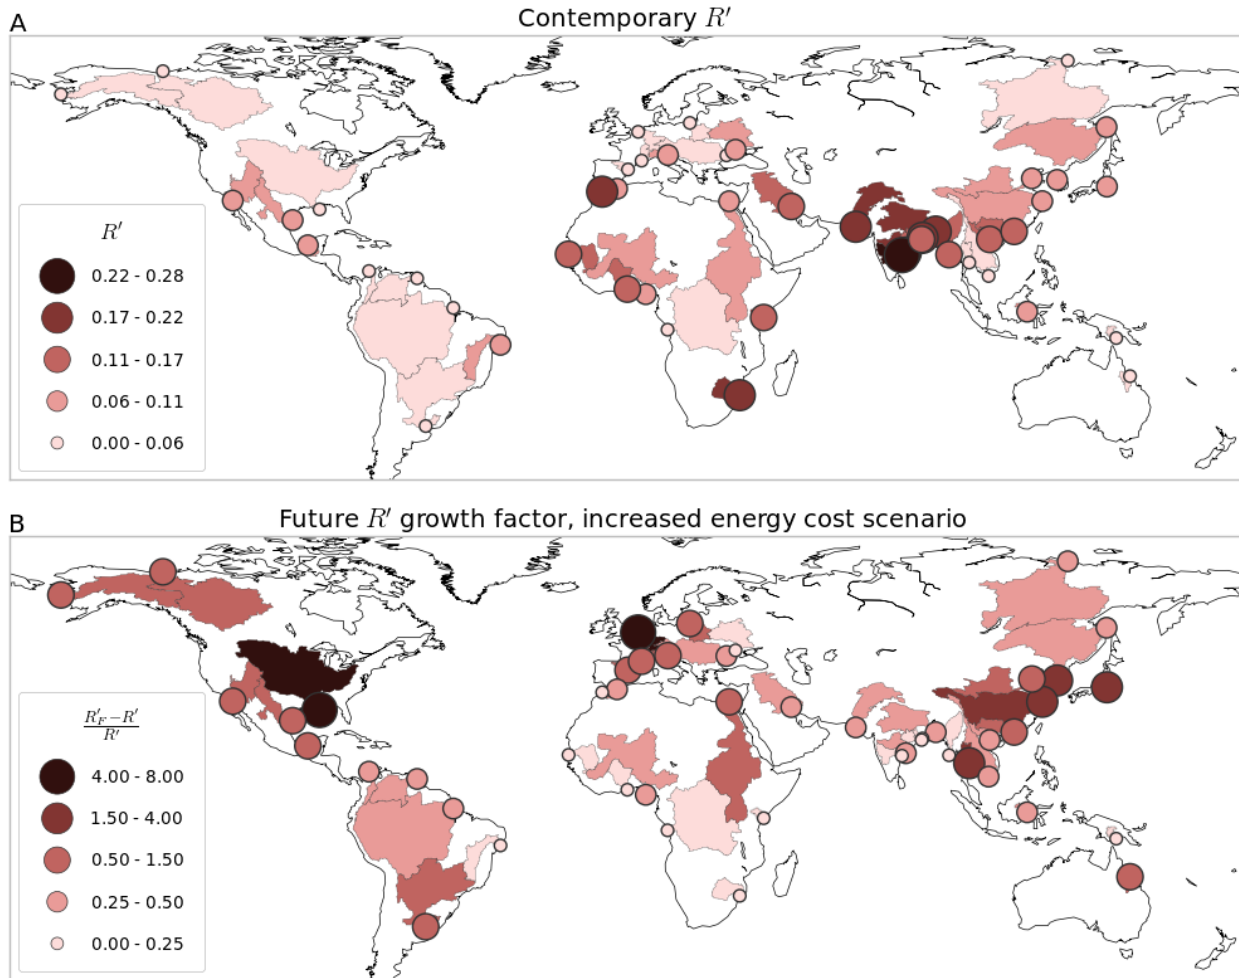 A
Contemporary R′
R′
0.22 - 0.28
0.17 - 0.22
0.11 - 0.17
0.06 - 0.11
0.00 - 0.06
B
Future R′ growth factor, increased energy cost scenario
R′_F − R′
R′
4.00 - 8.00
1.50 - 4.00
0.50 - 1.50
0.25 - 0.50
0.00 - 0.25